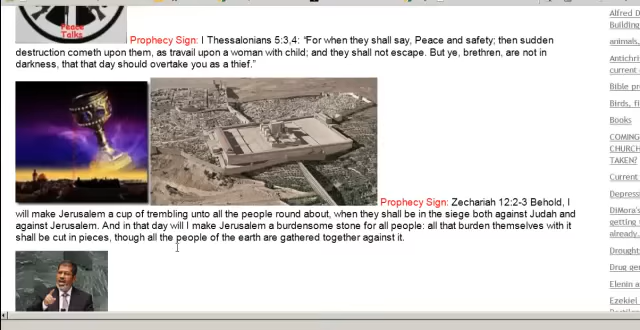 Peace
Talks
Prophecy Sign: I Thessalonians 5:3,4: “For when they shall say, Peace and safety; then sudden
destruction cometh upon them, as travail upon a woman with child; and they shall not escape. But ye, brethren, are not in
darkness, that that day should overtake you as a thief.”
Prophecy Sign: Zechariah 12:2-3 Behold, I
will make Jerusalem a cup of trembling unto all the people round about, when they shall be in the siege both against Judah and
against Jerusalem. And in that day will I make Jerusalem a burdensome stone for all people: all that burden themselves with it
shall be cut in pieces, though all the people of the earth are gathered together against it.
Alfred D
Building
animals,
Antichri
current
Bible pr
Birds, fi
Books
COMING
CHURCH
TAKEN?
Current
Depress
DiMora's
getting
already.
Drought
Drug ge
Elenin a
Ezekiel